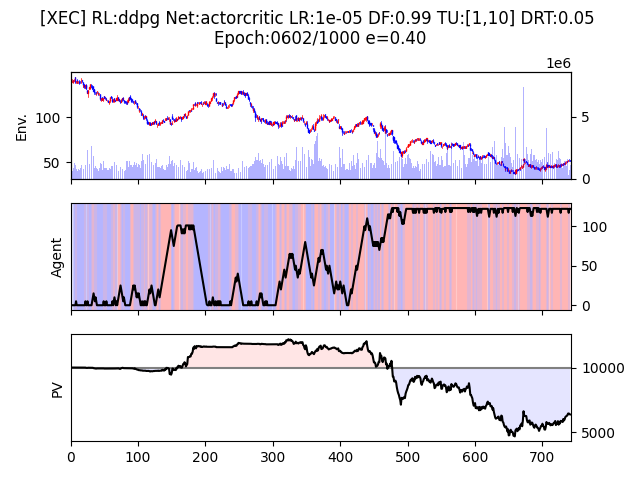 [XEC] RL:ddpg Net:actorcritic LR:1e-05 DF:0.99 TU:[1,10] DRT:0.05
Epoch:0602/1000 e=0.40
1e6
Env.
100
50
5
0
Agent
100
50
0
PV
10000
5000
0 100 200 300 400 500 600 700